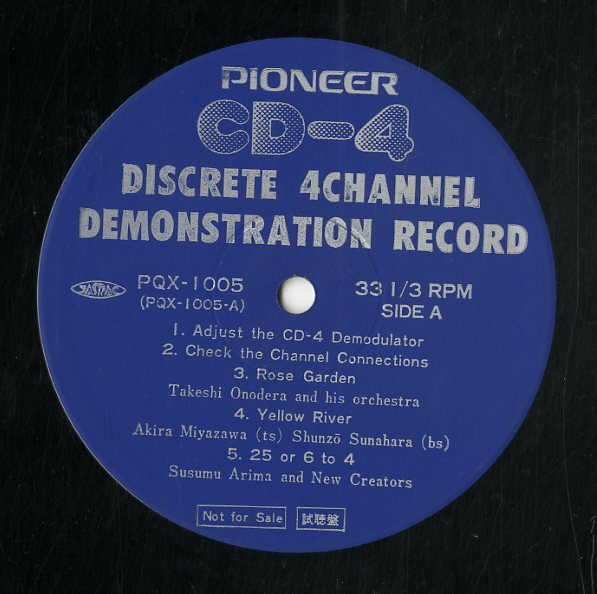 PIONEER
CD-4
DISCRETE 4CHANNEL
DEMONSTRATION RECORD
JASRAC
PQX-1005
(PQX-1005-A)
33 1/3 RPM
SIDE A
1. Adjust the CD-4 Demodulator
2. Check the Channel Connections
3. Rose Garden
Takeshi Onodera and his orchestra
4. Yellow River
Akira Miyazawa (ts) Shunzō Sunahara (bs)
5. 25 or 6 to 4
Susumu Arima and New Creators
Not for Sale 試聴盤